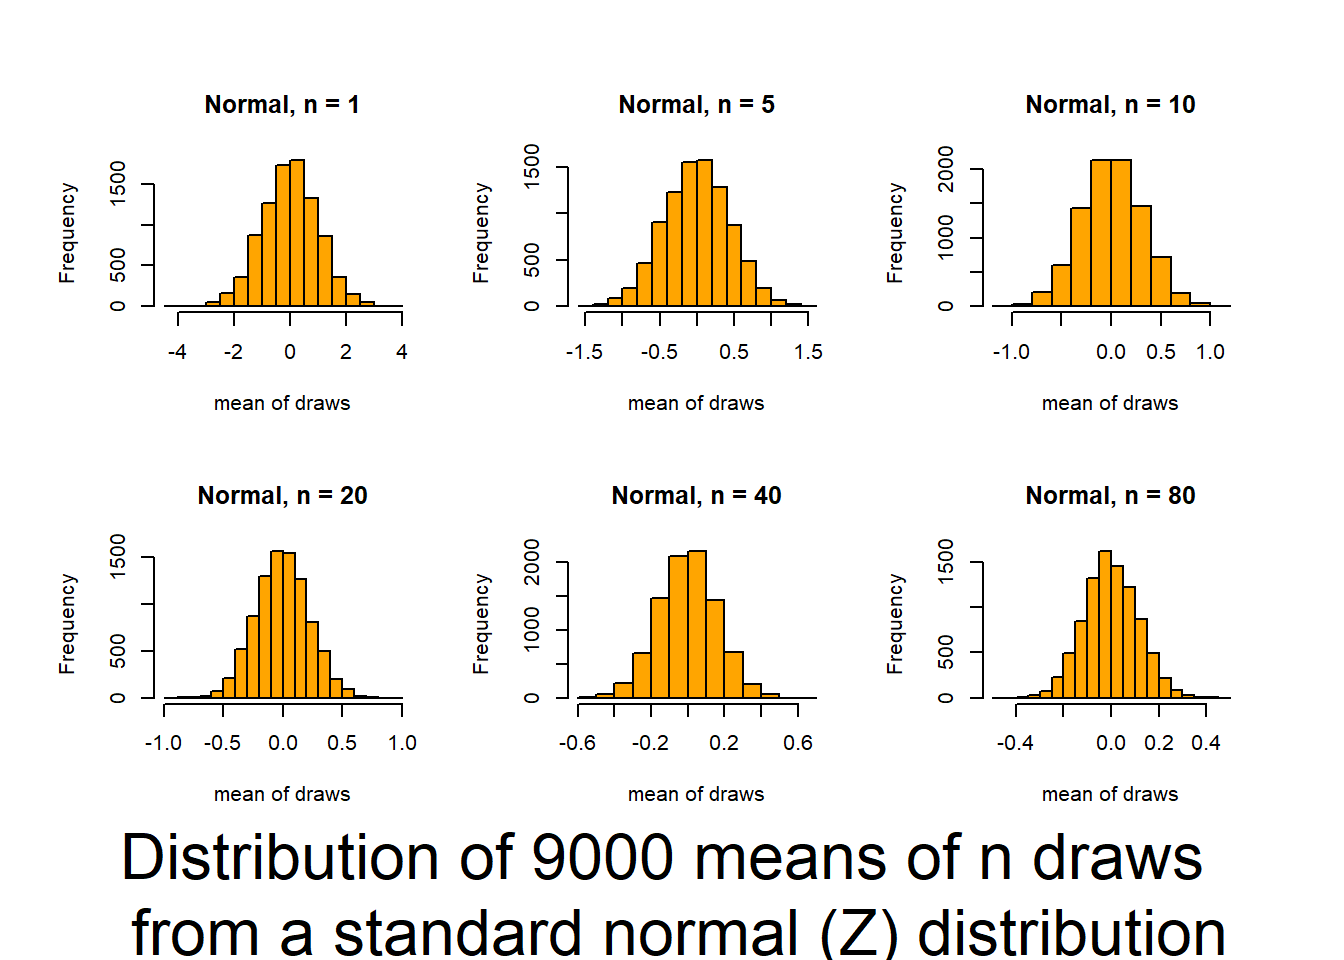 Normal, n = 1
Frequency
1500
500
0
-4 -2 0 2 4
mean of draws
Normal, n = 5
Frequency
1500
500
0
-1.5 -0.5 0.5 1.5
mean of draws
Normal, n = 10
Frequency
2000
1000
0
-1.0 0.0 0.5 1.0
mean of draws
Normal, n = 20
Frequency
1500
500
0
-1.0 -0.5 0.0 0.5 1.0
mean of draws
Normal, n = 40
Frequency
2000
1000
0
-0.6 -0.2 0.2 0.6
mean of draws
Normal, n = 80
Frequency
1500
500
0
-0.4 0.0 0.2 0.4
mean of draws
Distribution of 9000 means of n draws
from a standard normal (Z) distribution